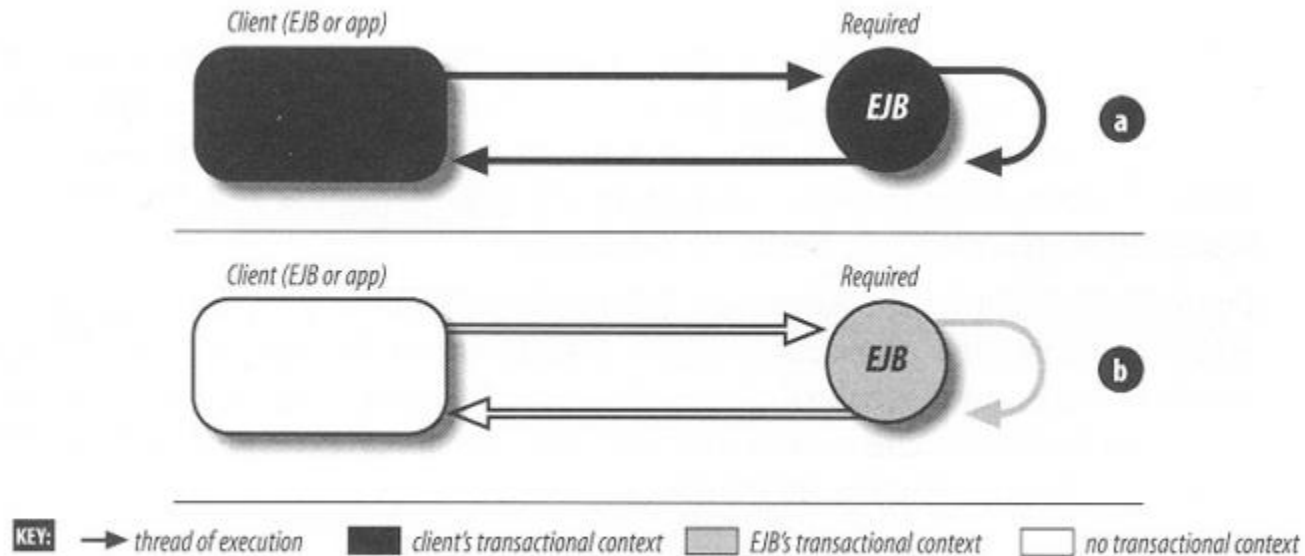 Client (EJB or app)
Required
EJB
a
Client (EJB or app)
Required
EJB
b
KEY: thread of execution client's transactional context EJB's transactional context no transactional context